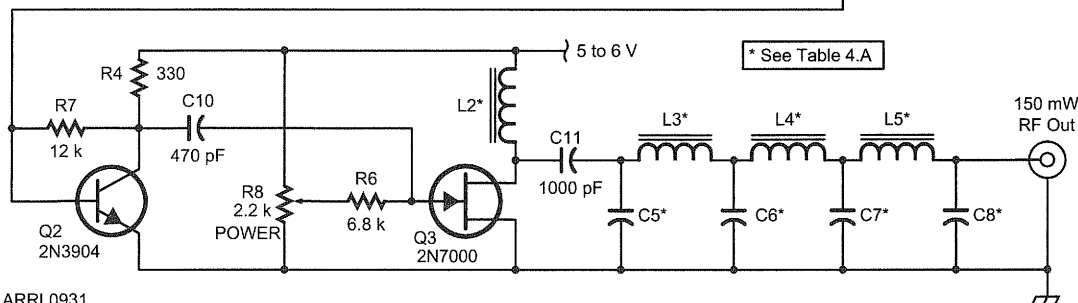 5 to 6 V
* See Table 4.A
R4
330
R7
12 k
C10
470 pF
L2*
C11
1000 pF
L3*
L4*
L5*
150 mW
RF Out
R8
2.2 k
POWER
R6
6.8 k
Q2
2N3904
Q3
2N7000
C5*
C6*
C7*
C8*
ARRL0931